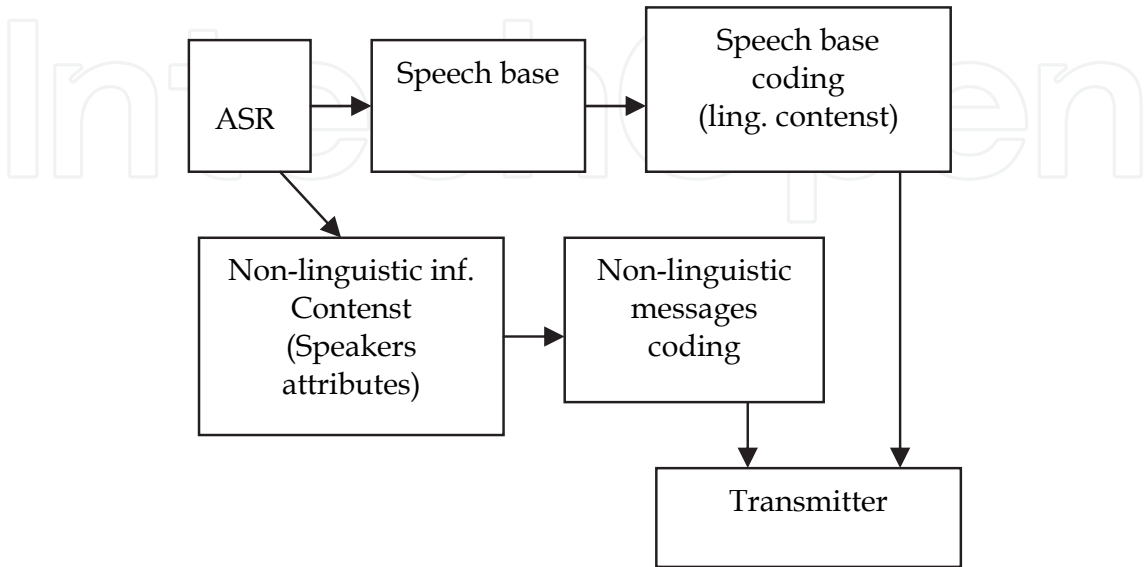 IntechOpen
ASR
Speech base
Speech base
coding
(ling. contenst)
Non-linguistic inf.
Contenst
(Speakers
attributes)
Non-linguistic
messages
coding
Transmitter